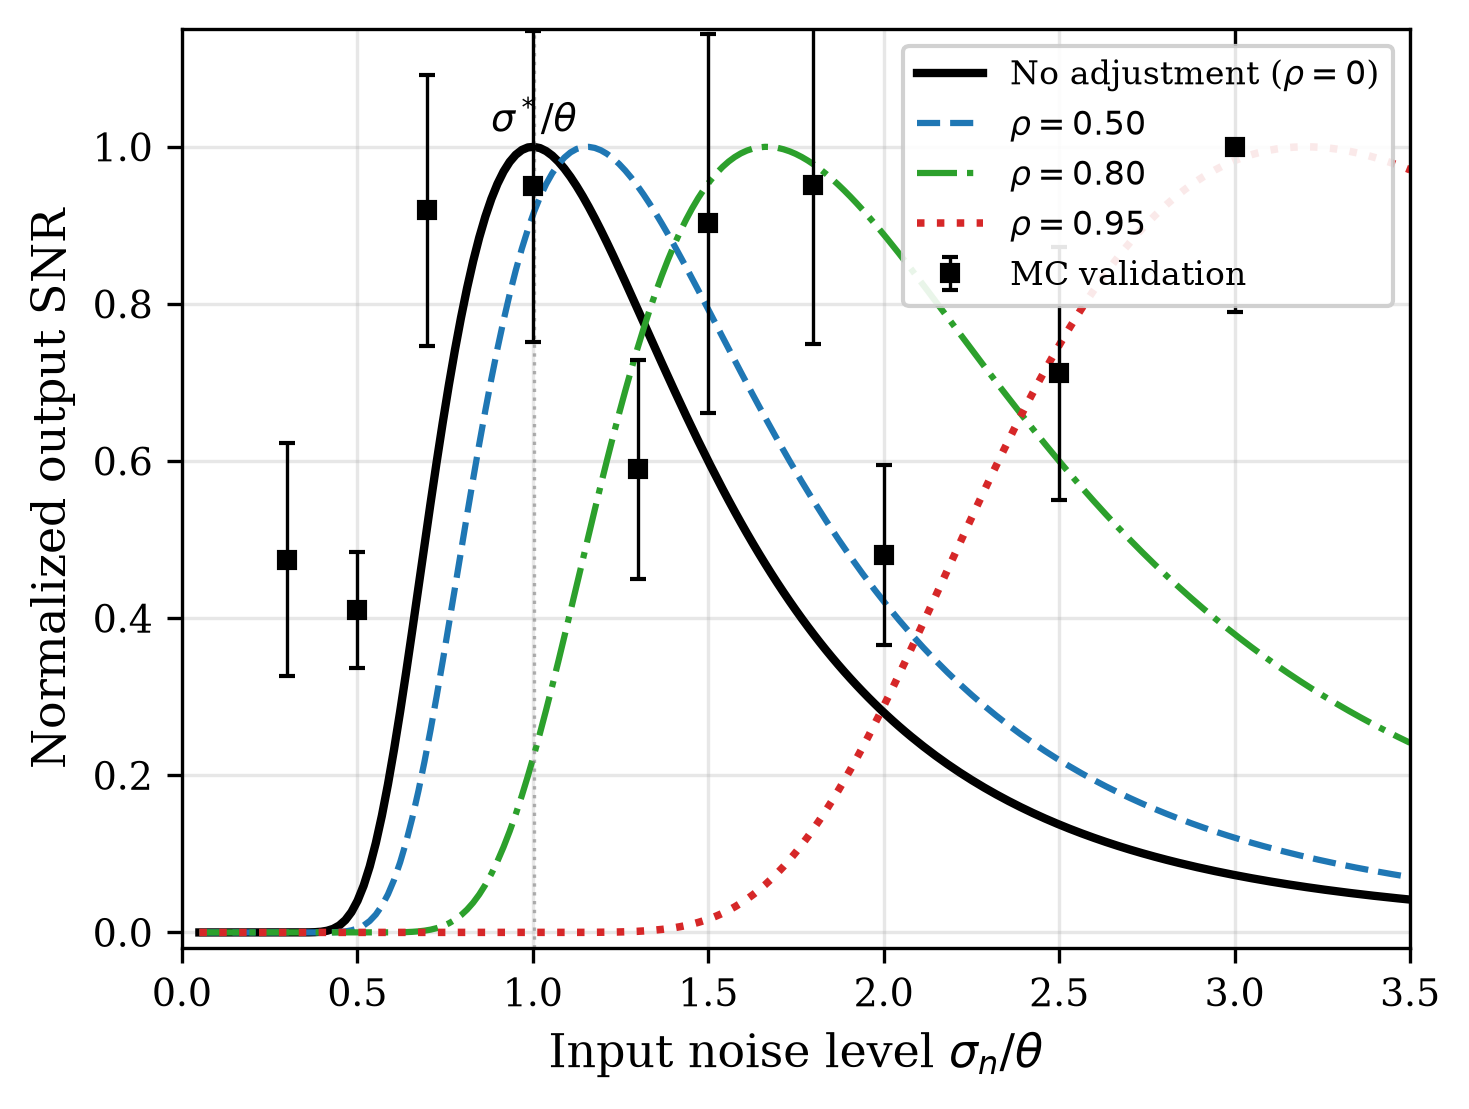 σ*/θ
No adjustment (ρ = 0)
ρ = 0.50
ρ = 0.80
ρ = 0.95
MC validation
Normalized output SNR
1.0
0.8
0.6
0.4
0.2
0.0
0.0 0.5 1.0 1.5 2.0 2.5 3.0 3.5
Input noise level σₙ/θ